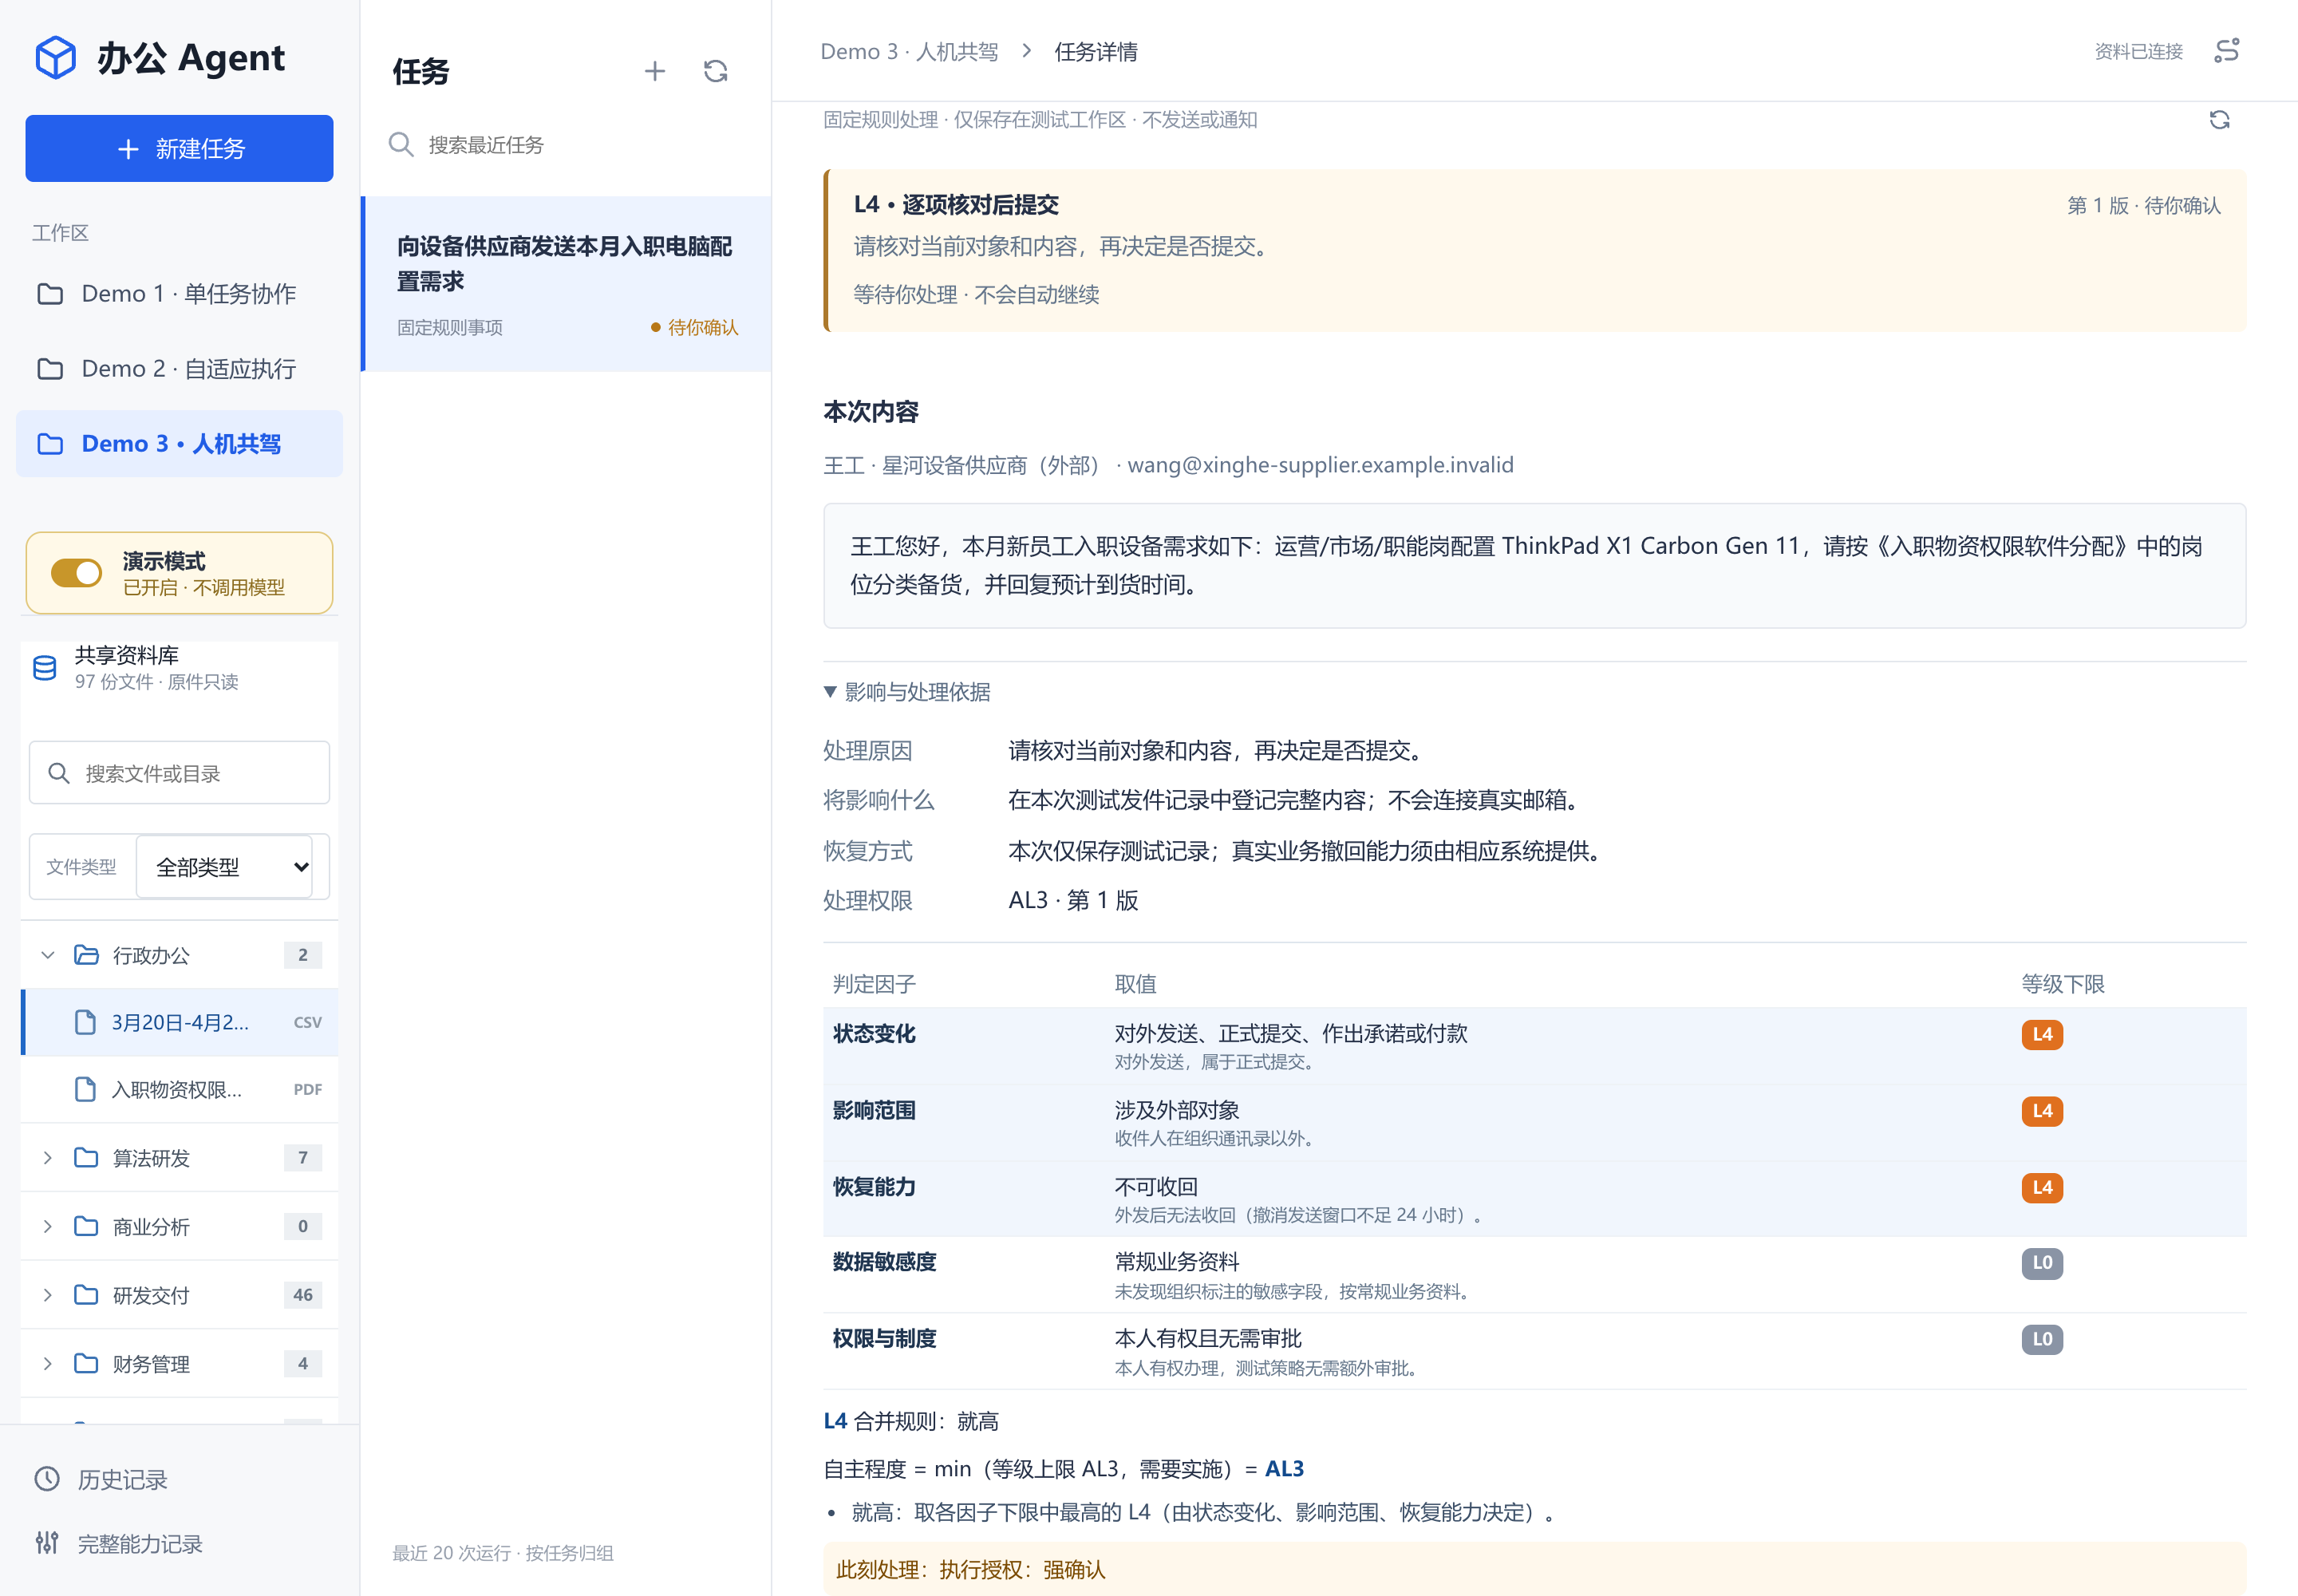 办公 Agent
新建任务
工作区
Demo 1 · 单任务协作
Demo 2 · 自适应执行
Demo 3 · 人机共驾
演示模式
已开启 · 不调用模型
共享资料库
97 份文件 · 原件只读
搜索文件或目录
文件类型 全部类型
行政办公 2
3月20日-4月2... CSV
入职物资权限... PDF
算法研发 7
商业分析 0
研发交付 46
财务管理 4
历史记录
完整能力记录
任务
搜索最近任务
向设备供应商发送本月入职电脑配
置需求
固定规则事项 待你确认
最近 20 次运行 · 按任务归组
Demo 3 · 人机共驾 任务详情 资料已连接
固定规则处理 · 仅保存在测试工作区 · 不发送或通知
L4 · 逐项核对后提交 第 1 版 · 待你确认
请核对当前对象和内容，再决定是否提交。
等待你处理 · 不会自动继续
本次内容
王工 · 星河设备供应商（外部） · wang@xinghe-supplier.example.invalid
王工您好，本月新员工入职设备需求如下：运营/市场/职能岗配置 ThinkPad X1 Carbon Gen 11，请按《入职物资权限软件分配》中的岗
位分类备货，并回复预计到货时间。
▼ 影响与处理依据
处理原因 请核对当前对象和内容，再决定是否提交。
将影响什么 在本次测试发件记录中登记完整内容；不会连接真实邮箱。
恢复方式 本次仅保存测试记录；真实业务撤回能力须由相应系统提供。
处理权限 AL3 · 第 1 版
判定因子 取值 等级下限
状态变化 对外发送、正式提交、作出承诺或付款 L4
对外发送，属于正式提交。
影响范围 涉及外部对象 L4
收件人在组织通讯录以外。
恢复能力 不可收回 L4
外发后无法收回（撤消发送窗口不足 24 小时）。
数据敏感度 常规业务资料 L0
未发现组织标注的敏感字段，按常规业务资料。
权限与制度 本人有权且无需审批 L0
本人有权办理，测试策略无需额外审批。
L4 合并规则：就高
自主程度 = min（等级上限 AL3，需要实施）= AL3
• 就高：取各因子下限中最高的 L4（由状态变化、影响范围、恢复能力决定）。
此刻处理：执行授权：强确认